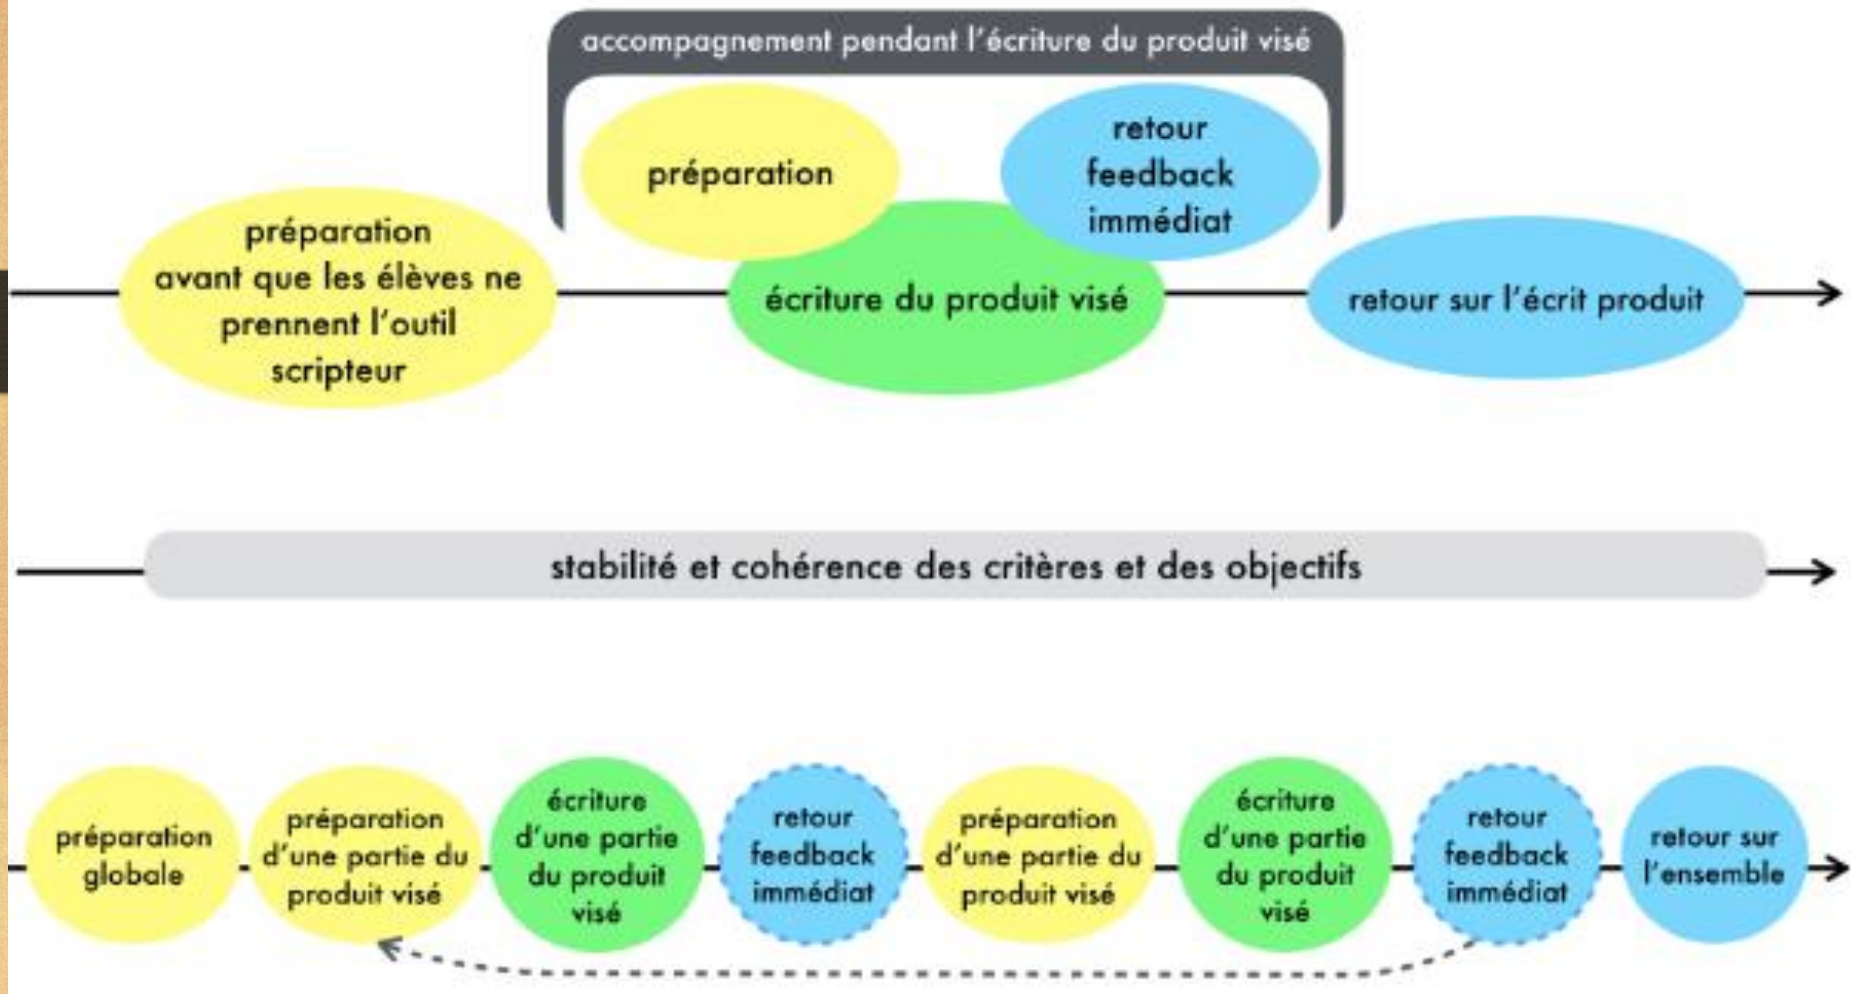 accompagnement pendant l'écriture du produit visé
préparation
avant que les élèves ne
prennent l'outil
scripteur
préparation
retour
feedback
immédiat
écriture du produit visé
retour sur l'écrit produit
stabilité et cohérence des critères et des objectifs
préparation
globale
préparation
d'une partie du
produit visé
écriture
d'une partie
du produit
visé
retour
feedback
immédiat
préparation
d'une partie du
produit visé
écriture
d'une partie
du produit
visé
retour
feedback
immédiat
retour sur
l'ensemble